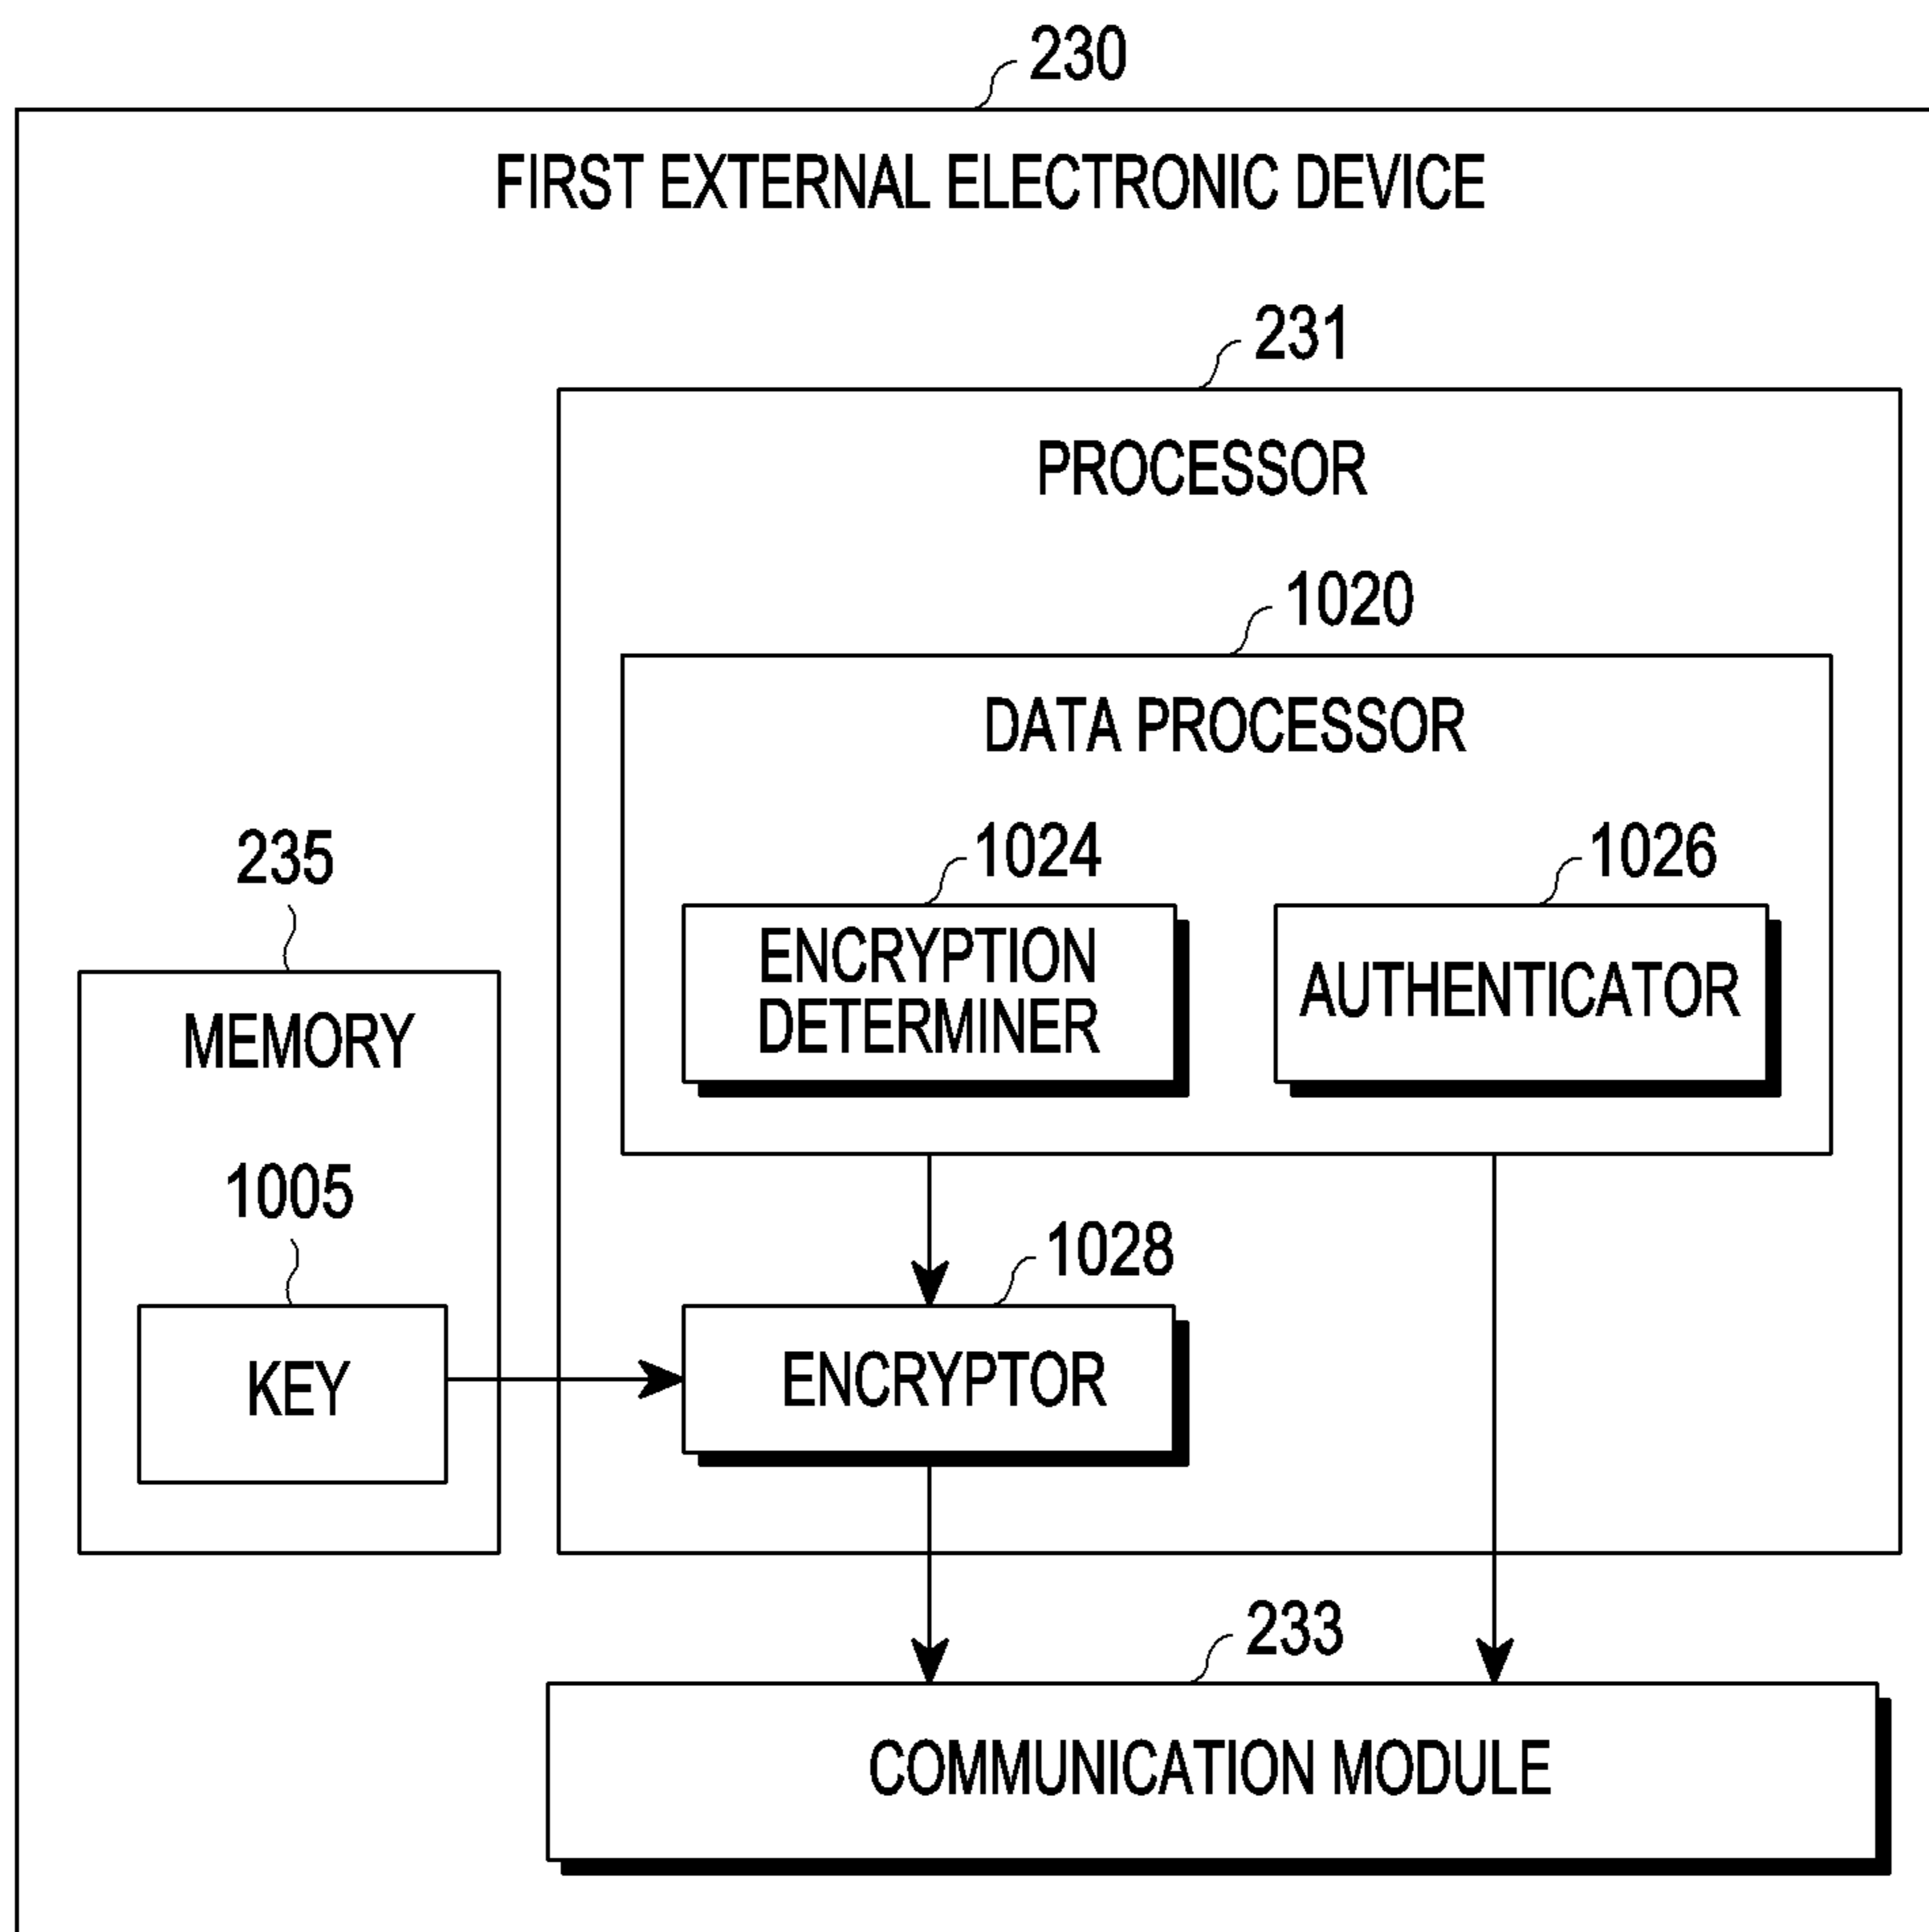 230
FIRST EXTERNAL ELECTRONIC DEVICE
231
PROCESSOR
1020
DATA PROCESSOR
1024
ENCRYPTION
DETERMINER
1026
AUTHENTICATOR
235
MEMORY
1005
KEY
1028
ENCRYPTOR
233
COMMUNICATION MODULE